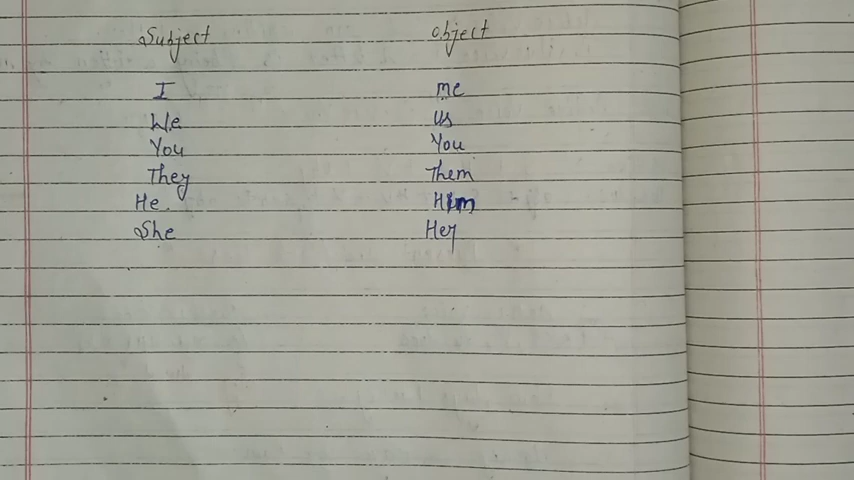 Subject Object
I me
We us
You You
They Them
He Him
She Her